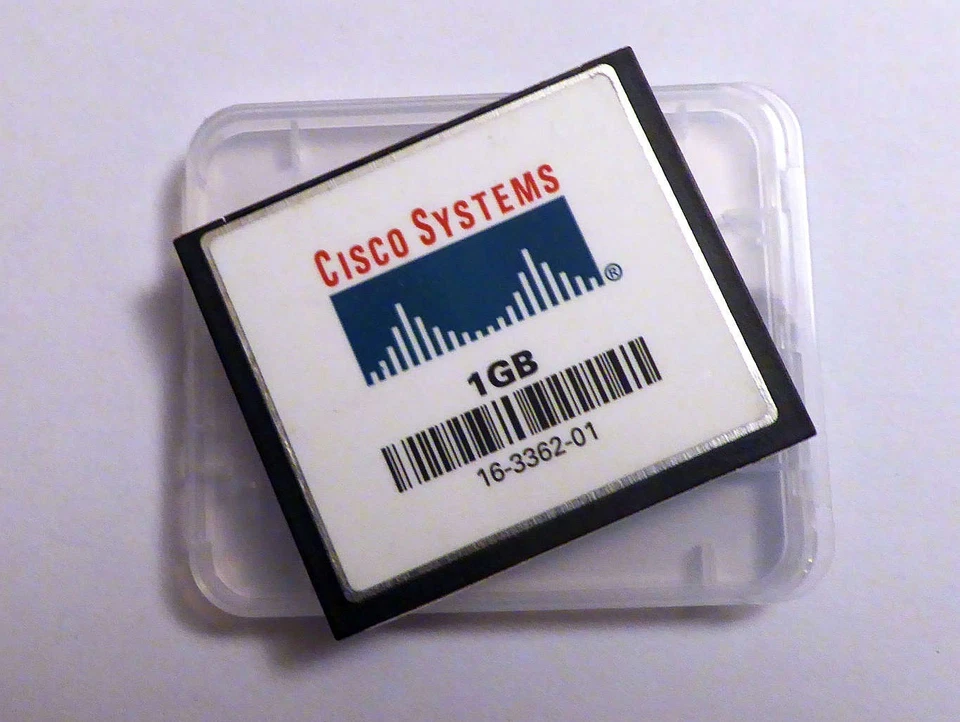 CISCO SYSTEMS
®
1GB
16-3362-01